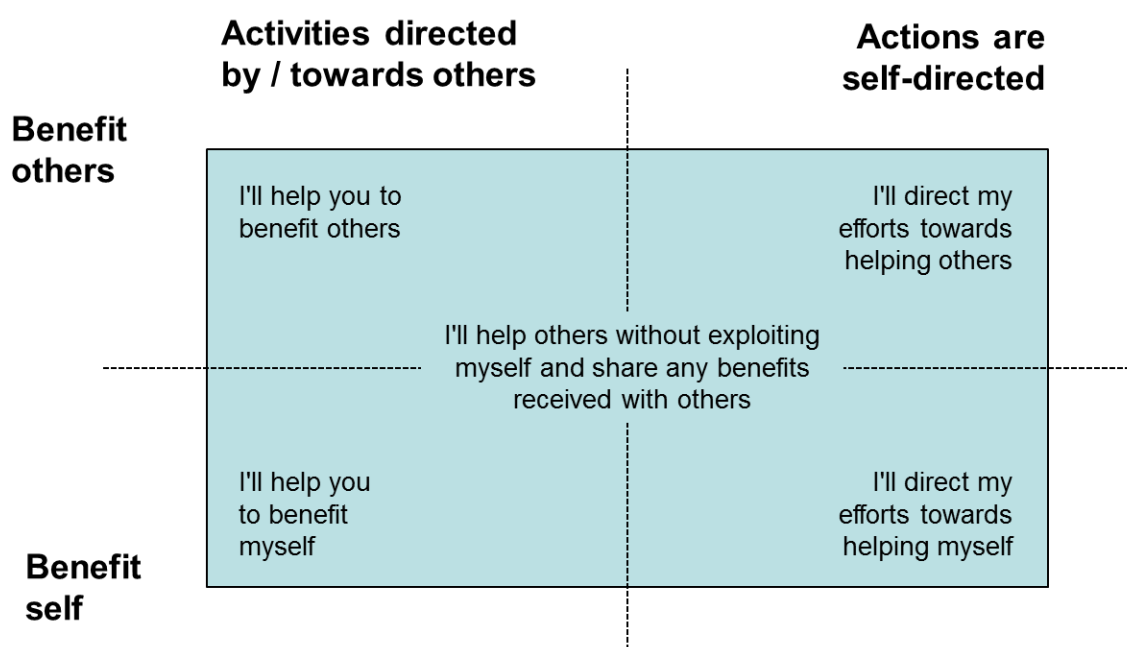 Activities directed
by / towards others
Actions are
self-directed
Benefit
others
I'll help you to
benefit others
I'll direct my
efforts towards
helping others
I'll help others without exploiting
myself and share any benefits
received with others
I'll help you
to benefit
myself
I'll direct my
efforts towards
helping myself
Benefit
self